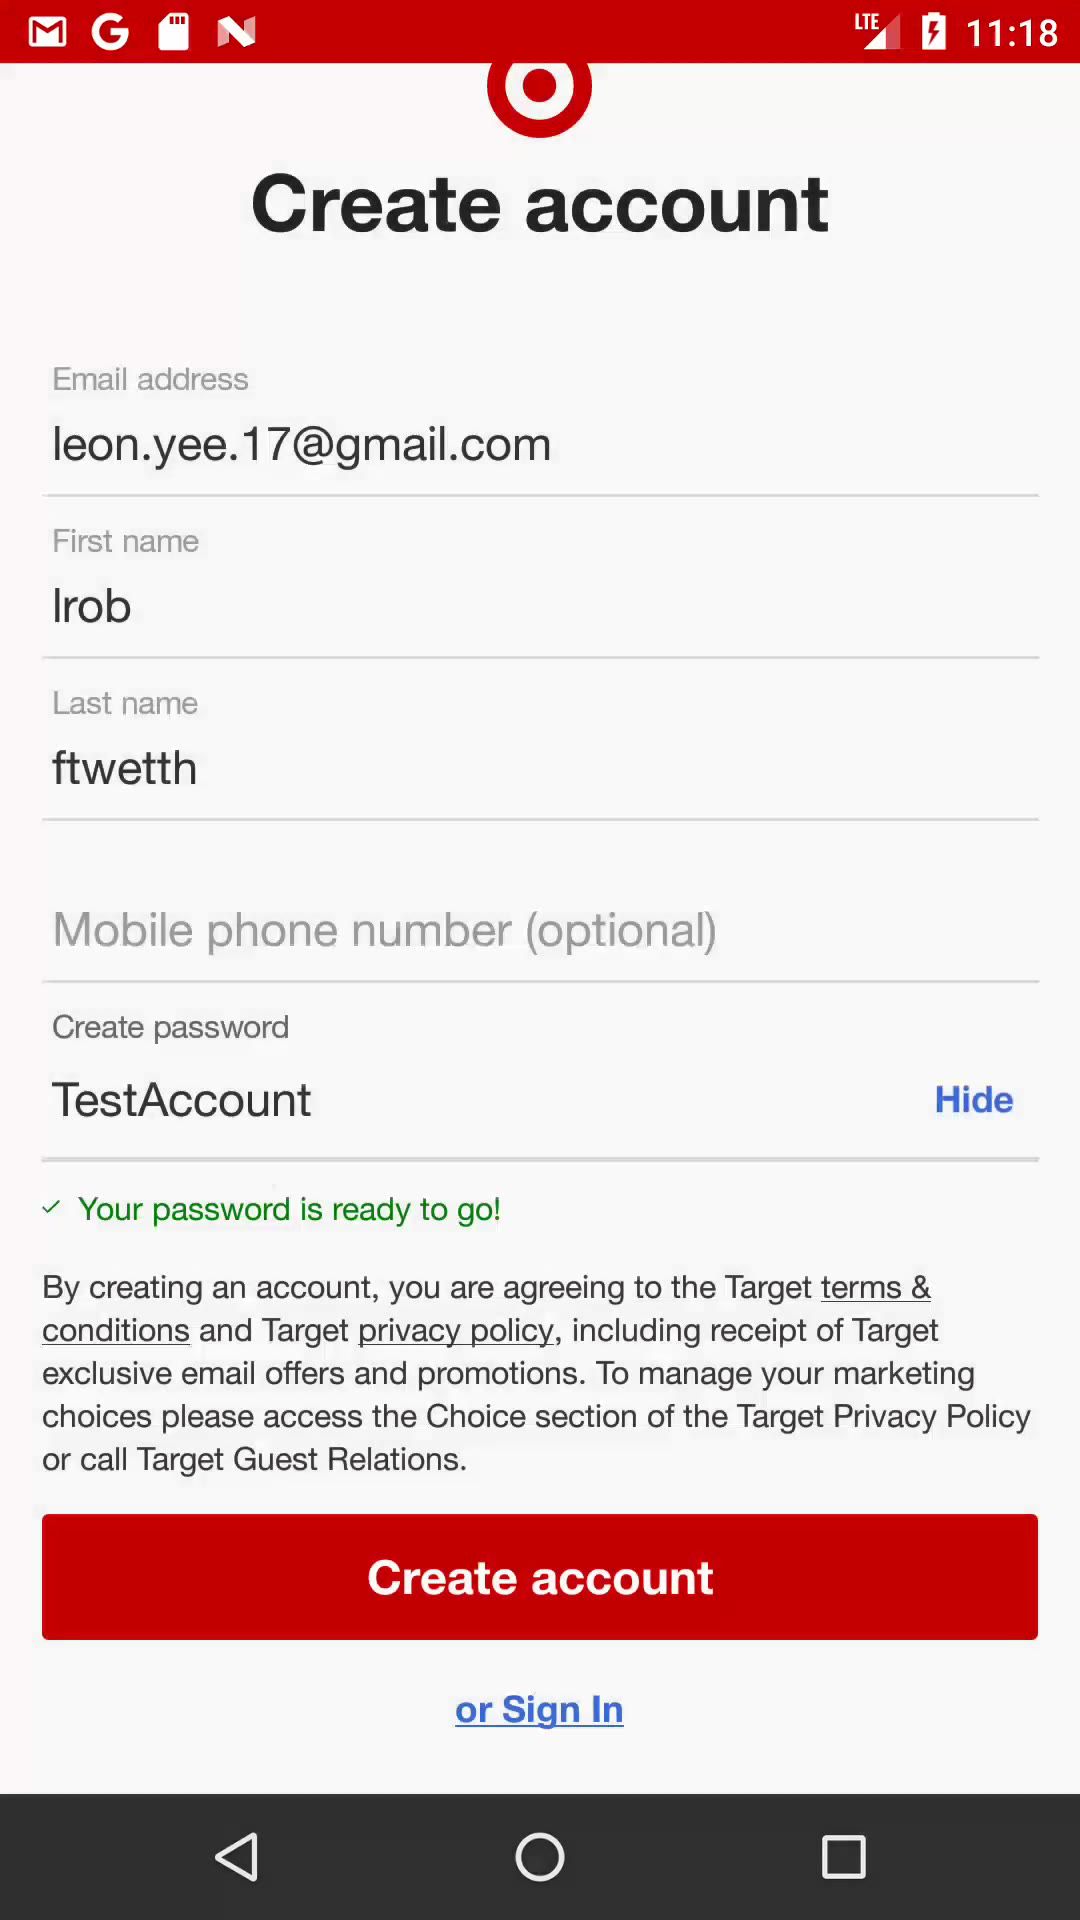 LTE 11:18
Create account
Email address
leon.yee.17@gmail.com
First name
lrob
Last name
ftwetth
Mobile phone number (optional)
Create password
TestAccount Hide
Your password is ready to go!
By creating an account, you are agreeing to the Target terms &
conditions and Target privacy policy, including receipt of Target
exclusive email offers and promotions. To manage your marketing
choices please access the Choice section of the Target Privacy Policy
or call Target Guest Relations.
Create account
or Sign In